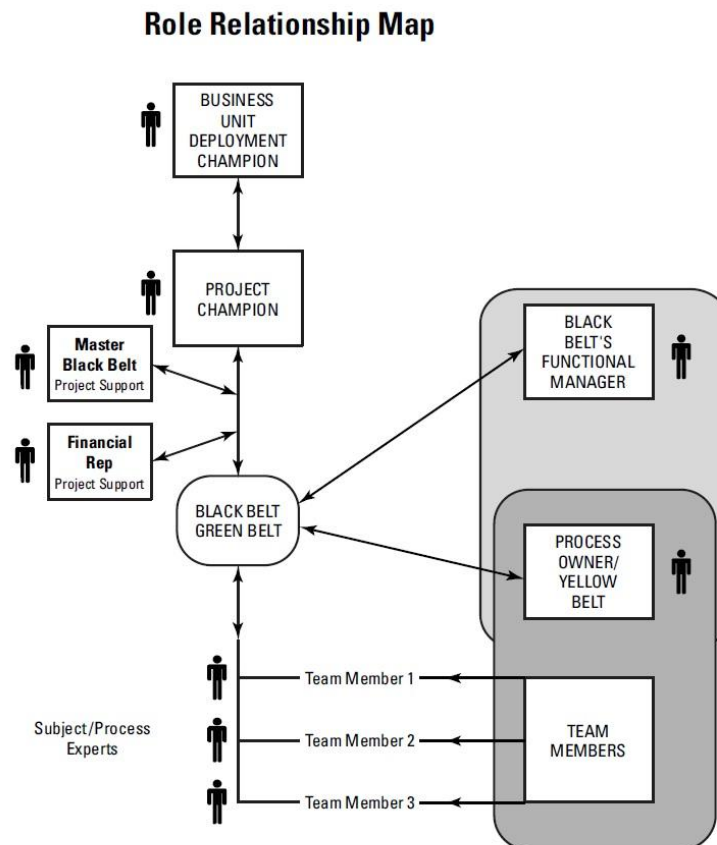 Role Relationship Map
BUSINESS
UNIT
DEPLOYMENT
CHAMPION
PROJECT
CHAMPION
Master
Black Belt
Project Support
Financial
Rep
Project Support
BLACK BELT
GREEN BELT
BLACK
BELT'S
FUNCTIONAL
MANAGER
PROCESS
OWNER/
YELLOW
BELT
Subject/Process
Experts
Team Member 1
Team Member 2
Team Member 3
TEAM
MEMBERS